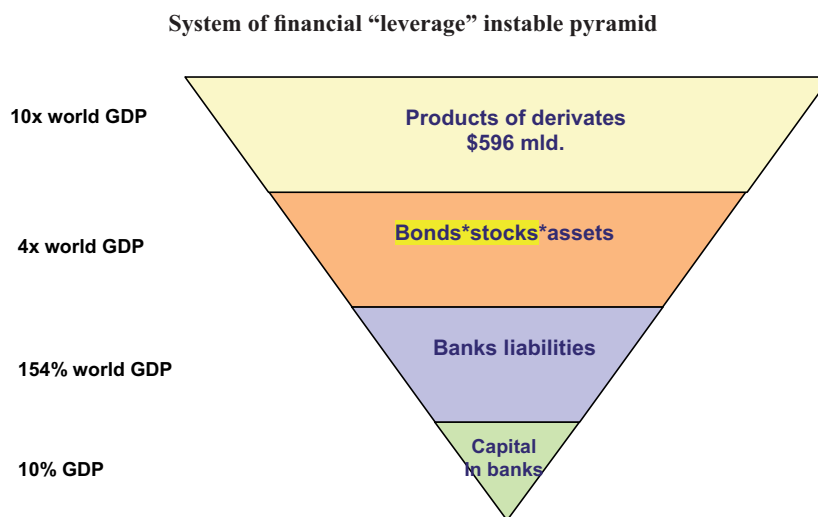 System of financial “leverage” instable pyramid
10x world GDP
Products of derivates
$596 mld.
4x world GDP
Bonds*stocks*assets
154% world GDP
Banks liabilities
10% GDP
Capital
In banks